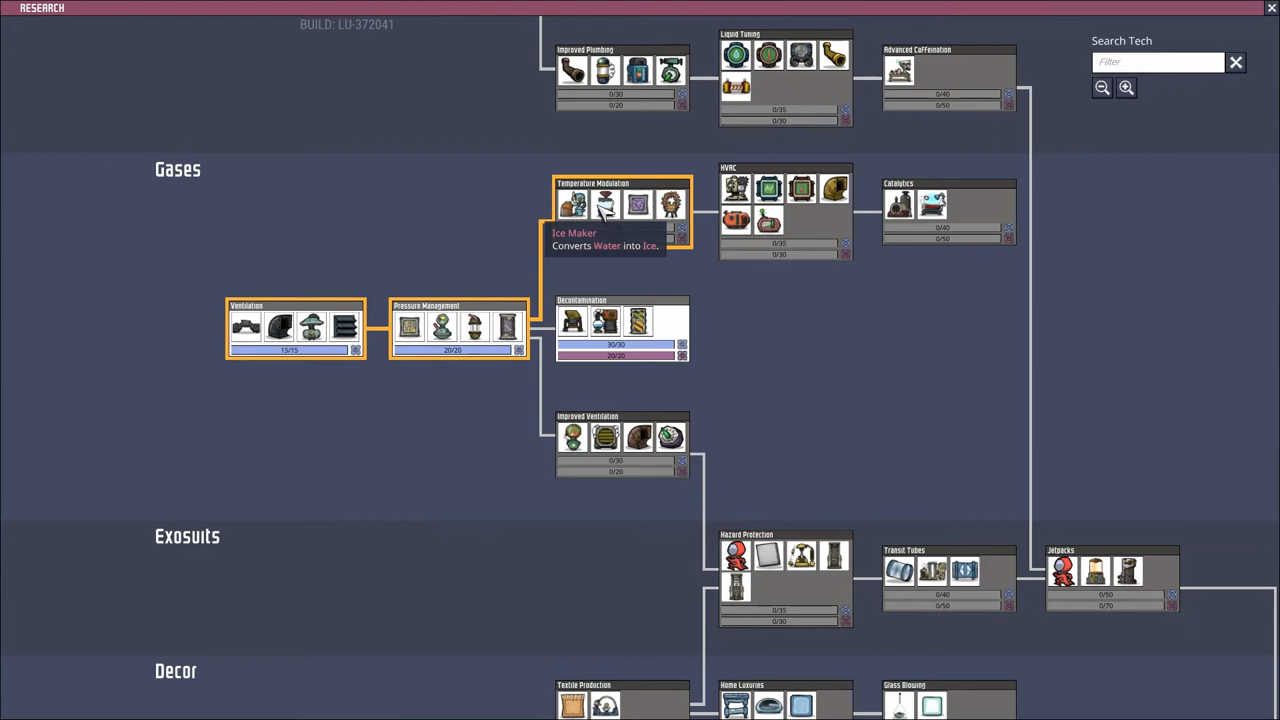 RESEARCH
BUILD: LU-372041
Search Tech
Filter
Improved Plumbing
0/30
0/20
Liquid Tuning
0/35
0/30
Advanced Caffeination
0/40
0/50
Gases
Temperature Modulation
Ice Maker
Converts Water into Ice.
HVAC
0/35
0/30
Catalytics
0/40
0/50
Ventilation
15/15
Pressure Management
20/20
Decontamination
30/30
20/20
Improved Ventilation
0/30
0/20
Exosuits
Hazard Protection
0/35
0/30
Transit Tubes
0/40
0/50
Jetpacks
0/50
0/70
Decor
Textile Production
Home Luxuries
Glass Blowing